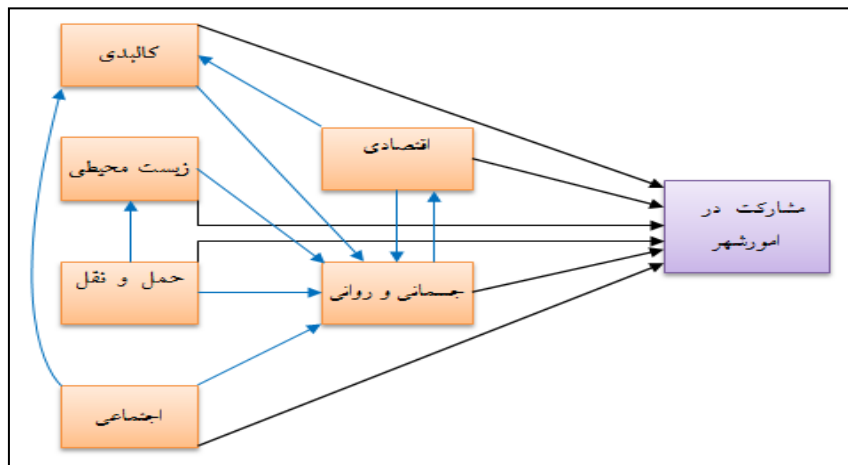 کالبدی
اقتصادی
زیست محیطی
مشارکت در
امورشهر
حمل و نقل
جسمانی و روانی
اجتماعی